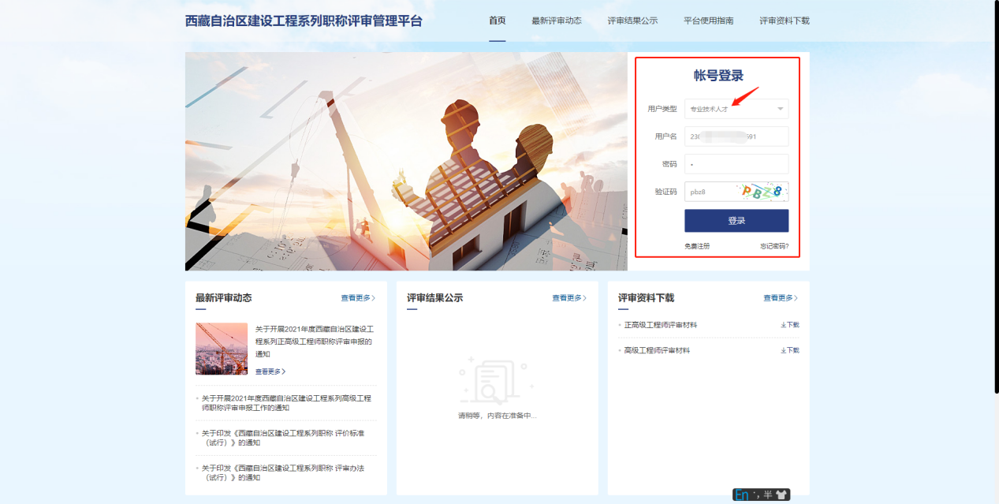 西藏自治区建设工程系列职称评审管理平台
首页
最新评审动态
评审结果公示
平台使用指南
评审资料下载
帐号登录
用户类型
专业技术人才
用户名
密码
验证码
pbz8
PBZ8
登录
免费注册
忘记密码?
最新评审动态
查看更多
关于开展2021年度西藏自治区建设工
程系列正高级工程师职称评审申报的
通知
查看更多
关于开展2021年度西藏自治区建设工程系列高级工程
师职称评审申报工作的通知
关于印发《西藏自治区建设工程系列职称 评价标准
（试行）》的通知
关于印发《西藏自治区建设工程系列职称 评审办法
（试行）》的通知
评审结果公示
查看更多
请稍等，内容在准备中...
评审资料下载
查看更多
正高级工程师评审材料
下载
高级工程师评审材料
下载
En
半